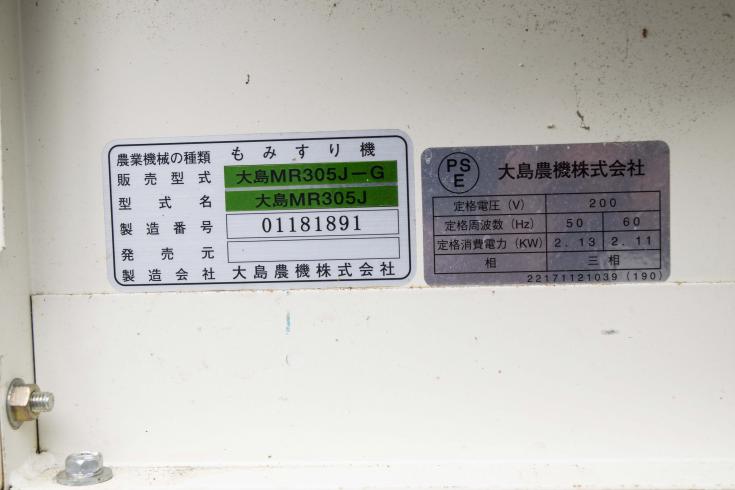 農業機械の種類 もみすり機
販売型式 大島MR305J-G
型式名 大島MR305J
製造番号 01181891
発売元
製造会社 大島農機株式会社
PSE 大島農機株式会社
定格電圧(V) 200
定格周波数(Hz) 50 60
定格消費電力(KW) 2.13 2.11
相 三相
22171121039(190)